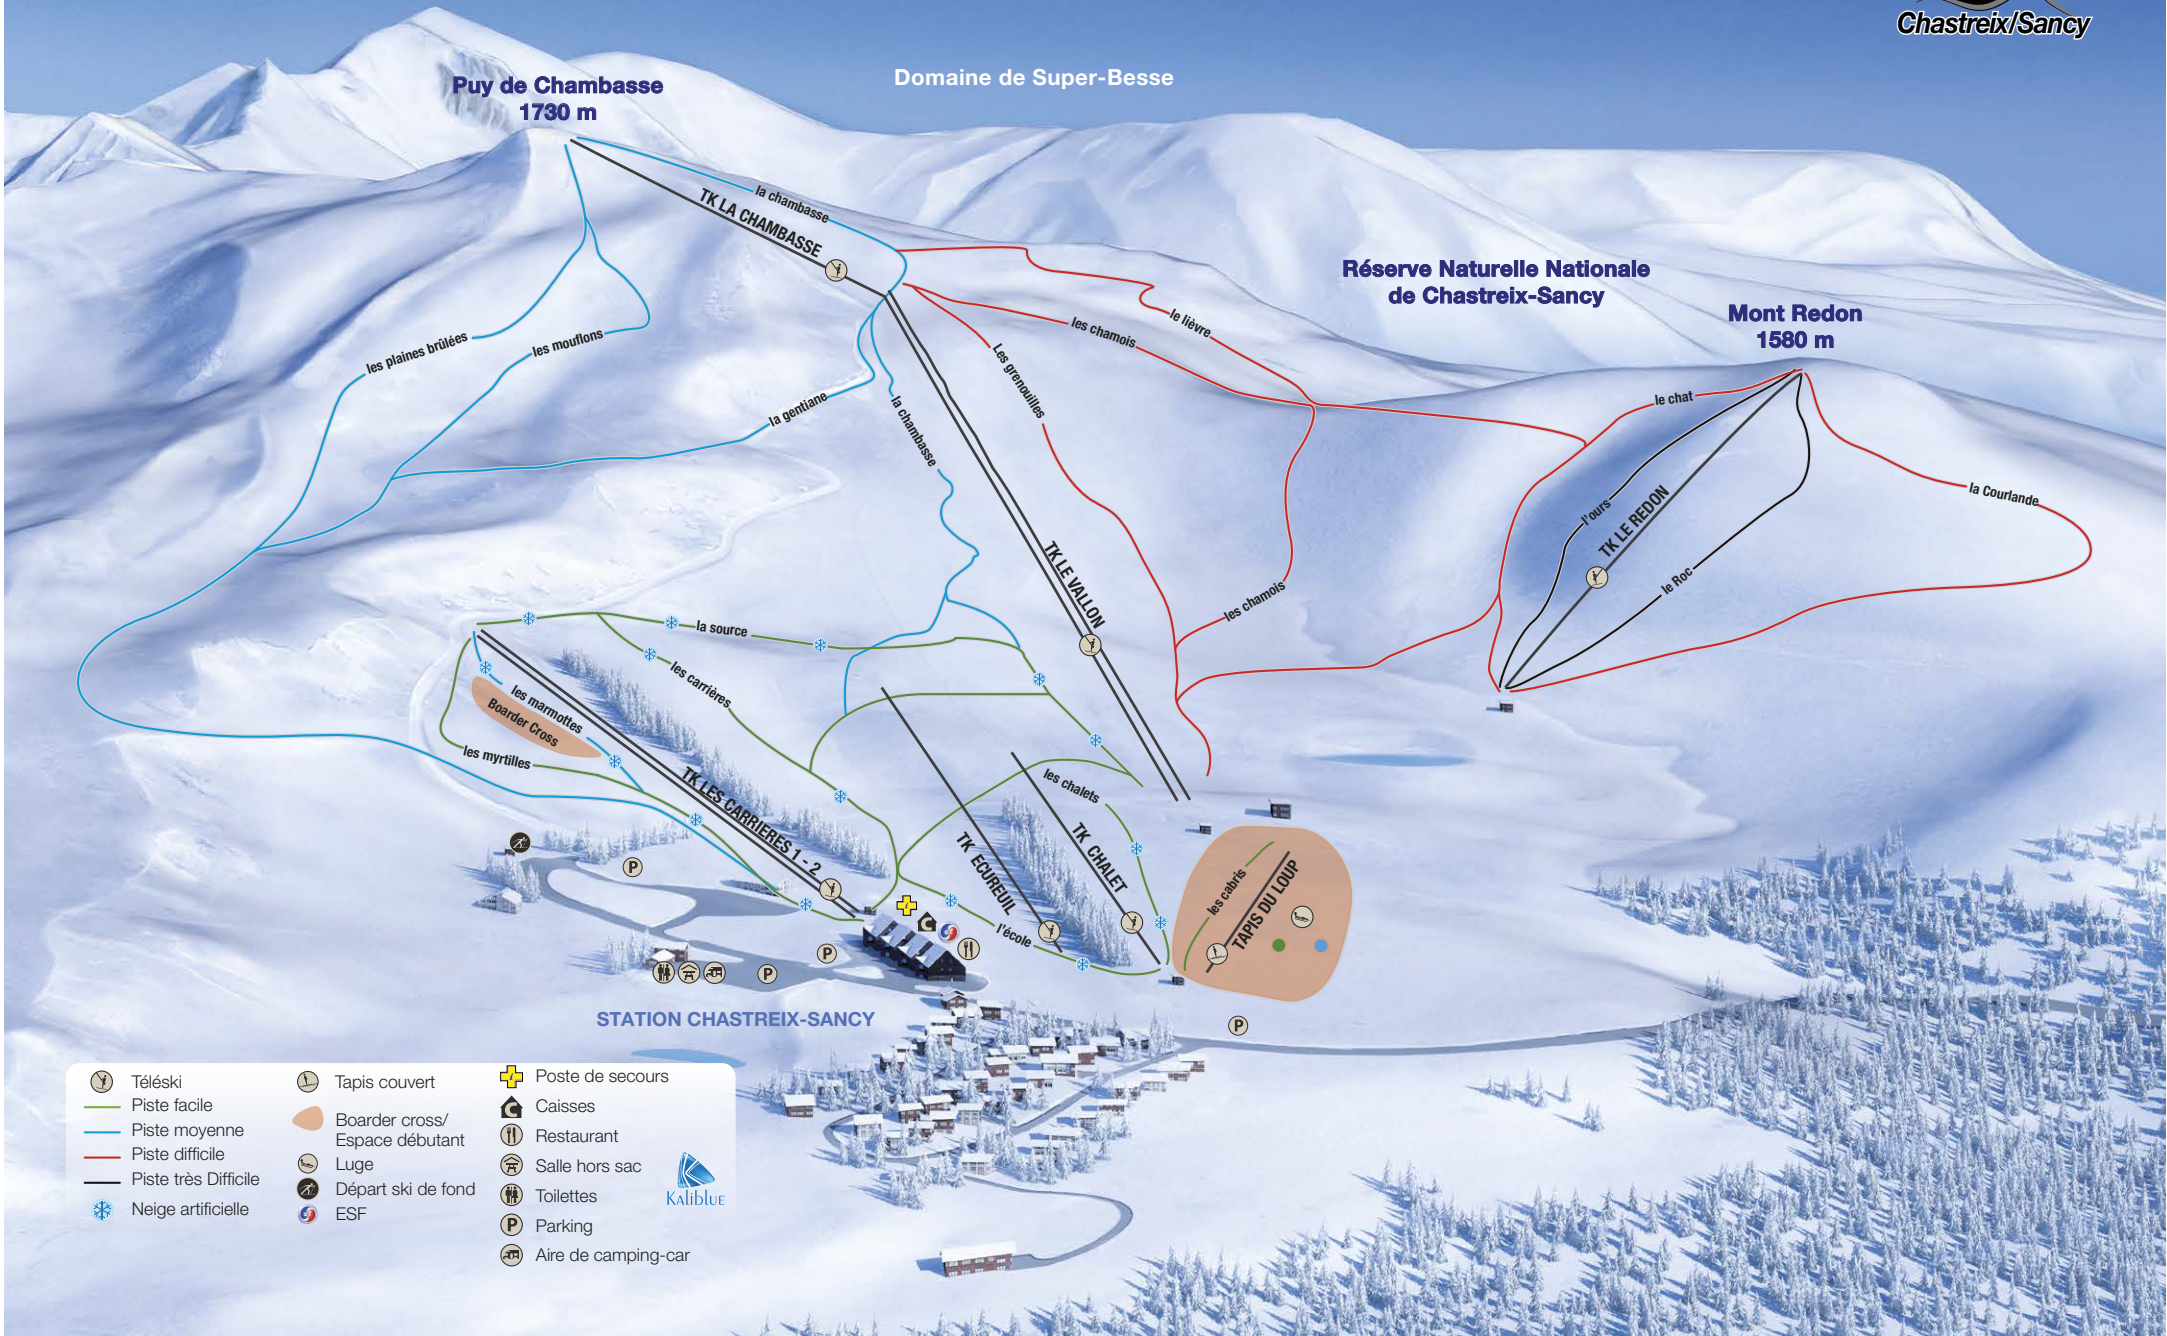 Chastreix/Sancy
Puy de Chambasse
1730 m
Domaine de Super-Besse
la chambasse
TK LA CHAMBASSE
Réserve Naturelle Nationale
de Chastreix-Sancy
Mont Redon
1580 m
les plaines brûlées
les mouflons
la gentiane
la chambasse
Les grenouilles
les chamois
le lièvre
le chat
l'ours
TK LE REDON
le Roc
la Courlande
TK LE VALLON
les chamois
la source
les carrières
les marmottes
Boarder Cross
les myrtilles
TK LES CARRIERES 1 - 2
les chalets
TK ECUREUIL
TK CHALET
l'école
les cabris
TAPIS DU LOUP
P
P
P
P
STATION CHASTREIX-SANCY
Téléski
Piste facile
Piste moyenne
Piste difficile
Piste très Difficile
Neige artificielle
Tapis couvert
Boarder cross/
Espace débutant
Luge
Départ ski de fond
ESF
Poste de secours
Caisses
Restaurant
Salle hors sac
Toilettes
P Parking
Aire de camping-car
KALIBLUE